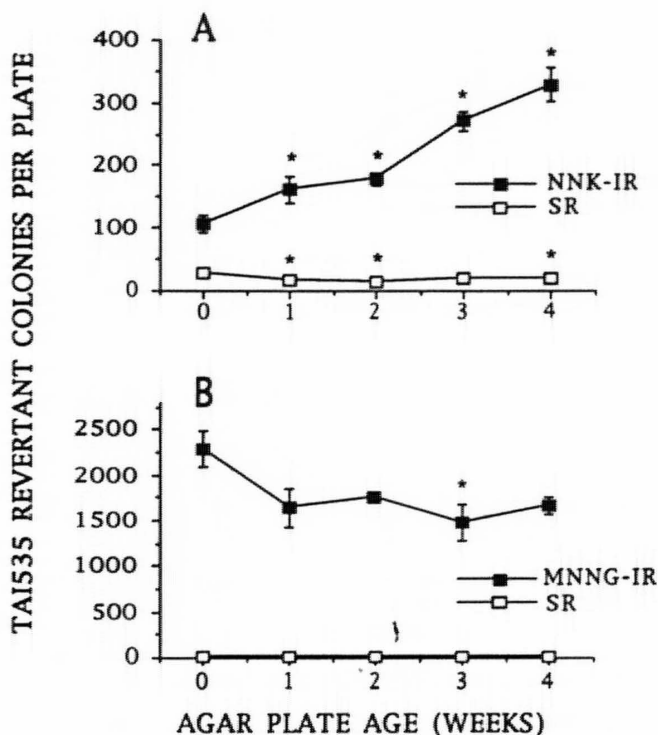 TAI535 REVERTANT COLONIES PER PLATE
A
400
300
200
100
0
* * * *
* * *
NNK-IR
SR
0 1 2 3 4
B
2500
2000
1500
1000
500
0
*
MNNG-IR
SR
0 1 2 3 4
AGAR PLATE AGE (WEEKS)